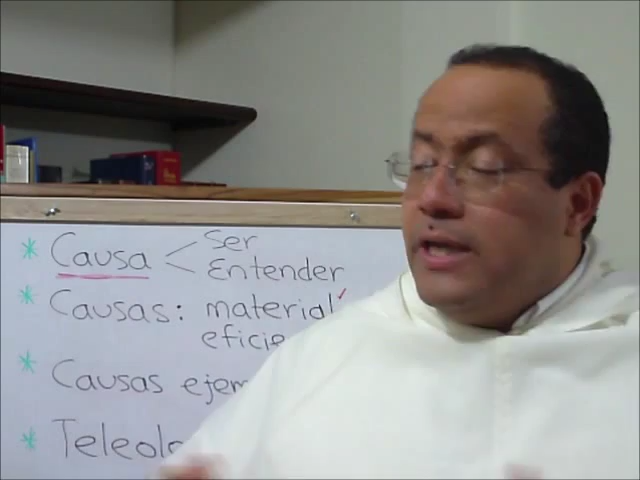 * Causa < Ser
Entender
* Causas: material ✓
eficie
* Causas ejem
* Teleolo